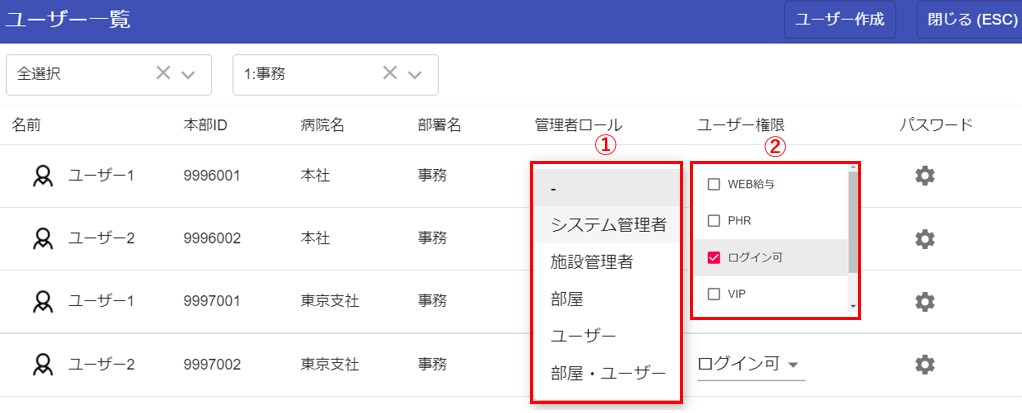 ユーザー一覧 ユーザー作成 閉じる (ESC)
全選択 1:事務
名前 本部ID 病院名 部署名 管理者ロール ユーザー権限 パスワード
① ②
ユーザー1 9996001 本社 事務
ユーザー2 9996002 本社 事務
ユーザー1 9997001 東京支社 事務
ユーザー2 9997002 東京支社 事務 ログイン可
-
システム管理者
施設管理者
部屋
ユーザー
部屋・ユーザー
WEB給与
PHR
ログイン可
VIP